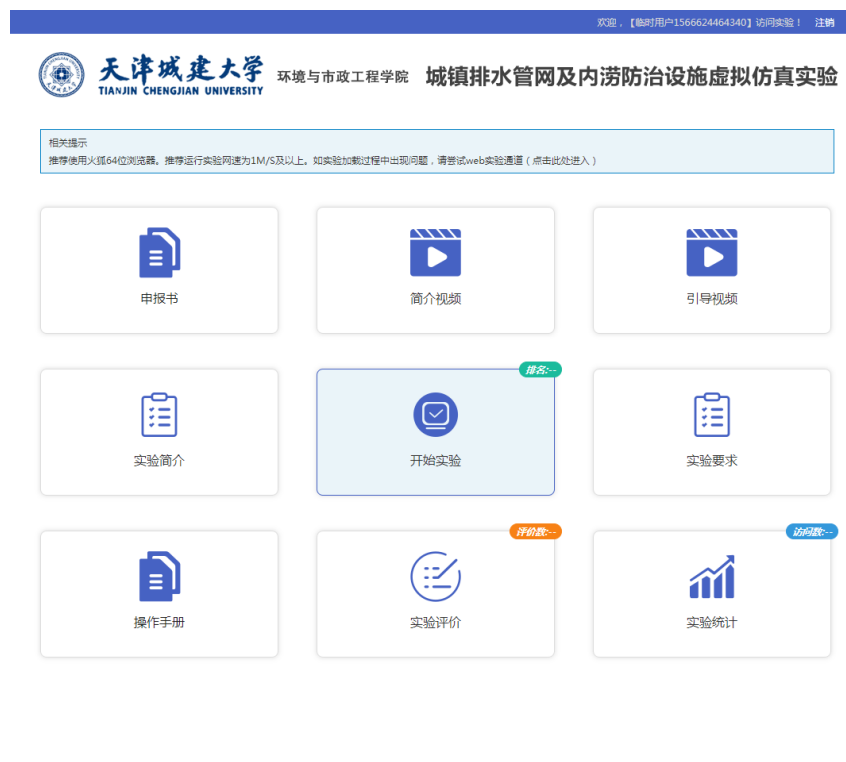 欢迎，【临时用户1566624464340】访问实验！ 注销
天津城建大学 环境与市政工程学院 城镇排水管网及内涝防治设施虚拟仿真实验
TIANJIN CHENGJIAN UNIVERSITY
相关提示
推荐使用火狐64位浏览器。推荐运行实验网速为1M/S及以上。如实验加载过程中出现问题，请尝试web实验通道（点击此处进入）
申报书 简介视频 引导视频
排名:--
实验简介 开始实验 实验要求
评价数:-- 访问数:--
操作手册 实验评价 实验统计